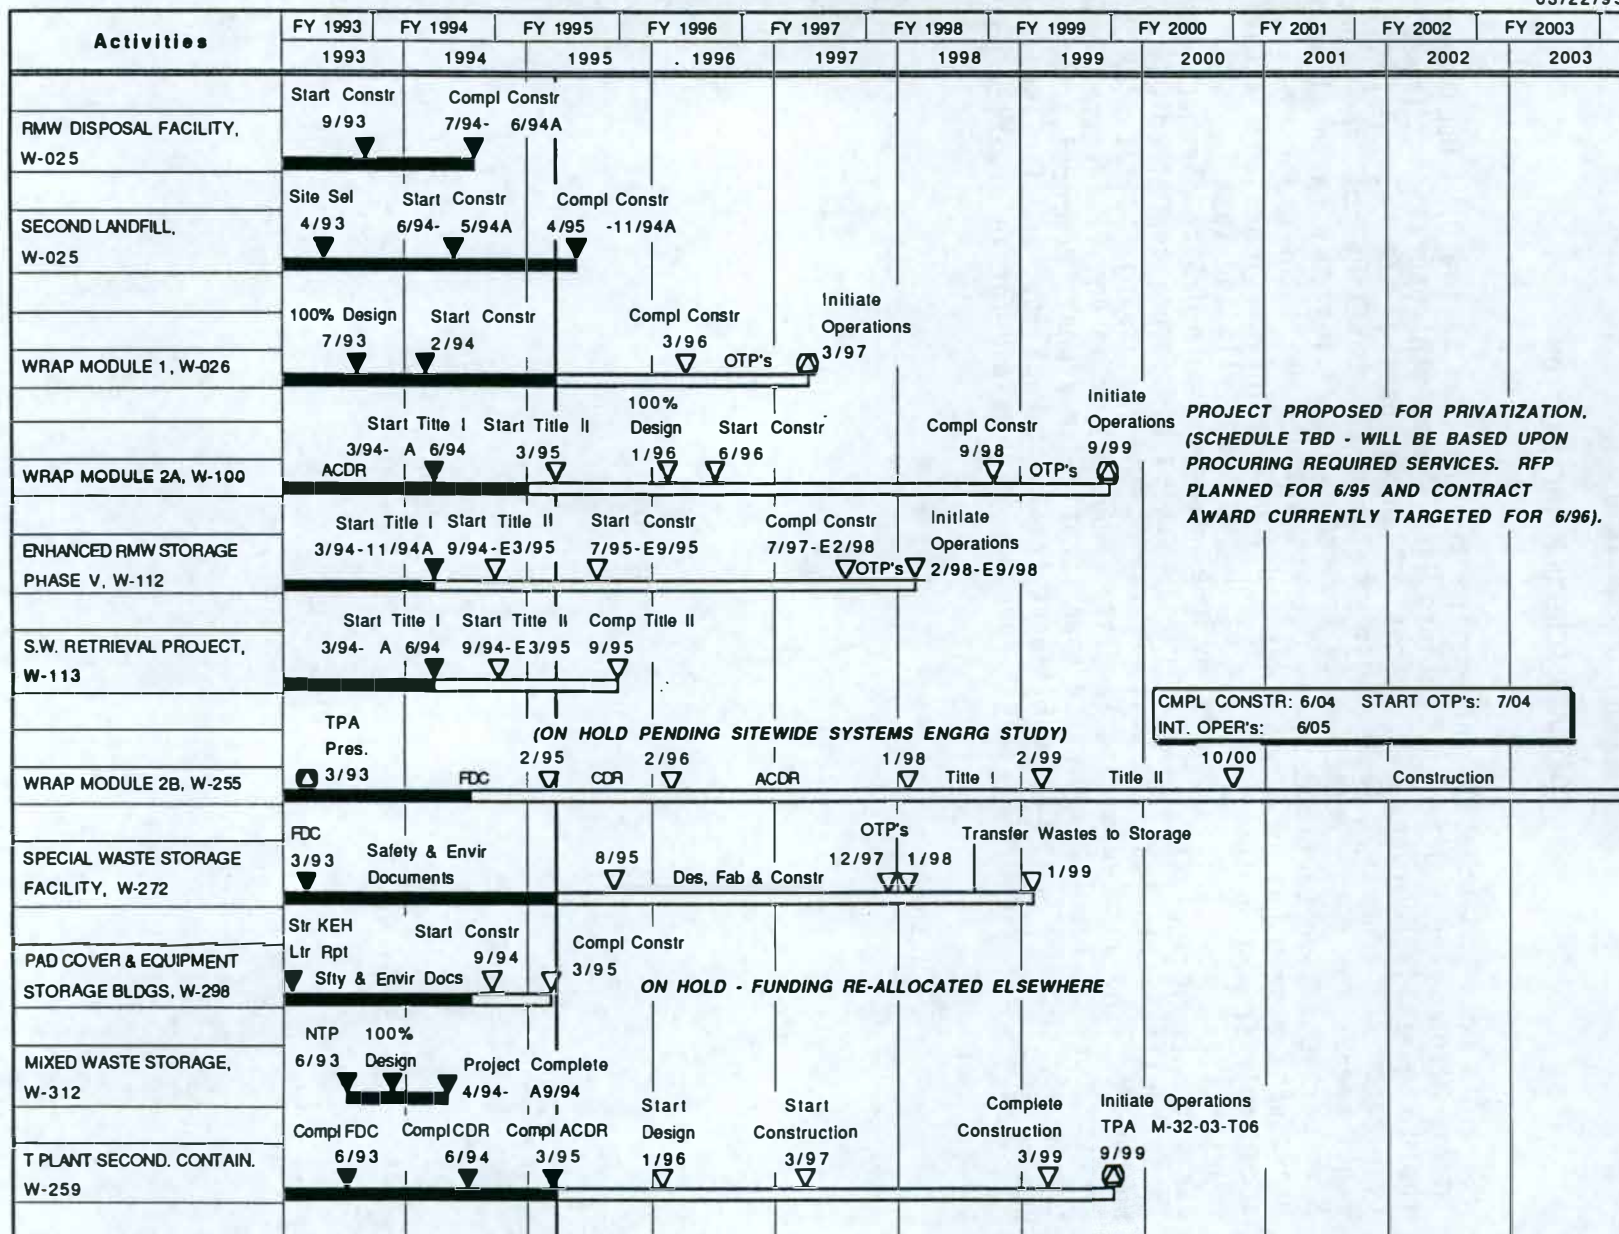 Activities
FY 1993 FY 1994 FY 1995 FY 1996 FY 1997 FY 1998 FY 1999 FY 2000 FY 2001 FY 2002 FY 2003
1993 1994 1995 1996 1997 1998 1999 2000 2001 2002 2003
Start Constr Compl Constr
9/93 7/94- 6/94A
RMW DISPOSAL FACILITY,
W-025
Site Sel Start Constr Compl Constr
4/93 6/94- 5/94A 4/95 -11/94A
SECOND LANDFILL,
W-025
Initiate
100% Design Start Constr Compl Constr Operations
7/93 2/94 3/96 3/97
WRAP MODULE 1, W-026 OTP's
100% Initiate
Start Title I Start Title II Design Start Constr Compl Constr Operations
3/94- A 6/94 3/95 1/96 6/96 9/98 9/99
WRAP MODULE 2A, W-100 ACDR OTP's
PROJECT PROPOSED FOR PRIVATIZATION.
(SCHEDULE TBD - WILL BE BASED UPON
PROCURING REQUIRED SERVICES. RFP
PLANNED FOR 6/95 AND CONTRACT
AWARD CURRENTLY TARGETED FOR 6/96).
Start Title I Start Title II Start Constr Compl Constr Initiate
Operations
3/94-11/94A 9/94-E3/95 7/95-E9/95 7/97-E2/98
OTP's 2/98-E9/98
ENHANCED RMW STORAGE
PHASE V, W-112
Start Title I Start Title II Comp Title II
3/94- A 6/94 9/94-E3/95 9/95
S.W. RETRIEVAL PROJECT,
W-113
CMPL CONSTR: 6/04 START OTP's: 7/04
INT. OPER's: 6/05
TPA
Pres.
3/93
(ON HOLD PENDING SITEWIDE SYSTEMS ENGRG STUDY)
2/95 2/96 1/98 2/99 10/00
WRAP MODULE 2B, W-255 FDC CDR ACDR Title I Title II Construction
FDC OTP's Transfer Wastes to Storage
3/93 Safety & Envir 8/95 12/97 1/98 1/99
Documents Des, Fab & Constr
SPECIAL WASTE STORAGE
FACILITY, W-272
Str KEH Start Constr Compl Constr
Ltr Rpt 9/94 3/95
Sfty & Envir Docs
ON HOLD - FUNDING RE-ALLOCATED ELSEWHERE
PAD COVER & EQUIPMENT
STORAGE BLDGS, W-298
NTP 100%
6/93 Design Project Complete
4/94- A9/94
MIXED WASTE STORAGE,
W-312
Start Start Complete Initiate Operations
Compl FDC Compl CDR Compl ACDR Design Construction Construction TPA M-32-03-T06
6/93 6/94 3/95 1/96 3/97 3/99 9/99
T PLANT SECOND. CONTAIN.
W-259